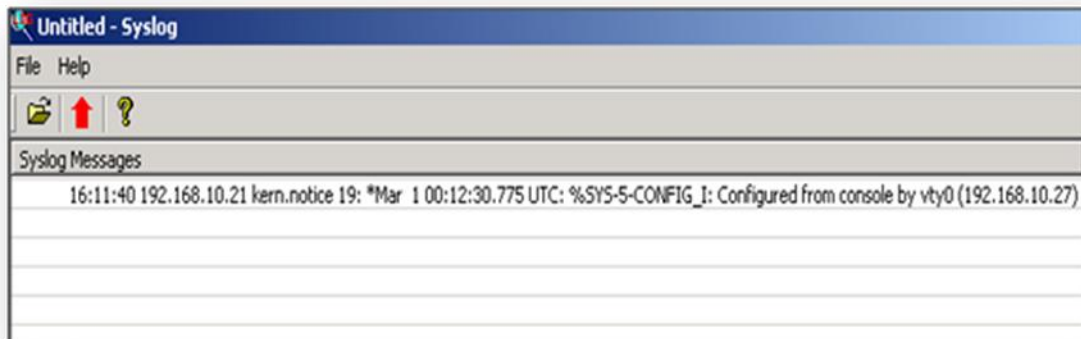 Untitled - Syslog
File Help
Syslog Messages
16:11:40 192.168.10.21 kern.notice 19: *Mar 1 00:12:30.775 UTC: %SYS-5-CONFIG_I: Configured from console by vty0 (192.168.10.27)